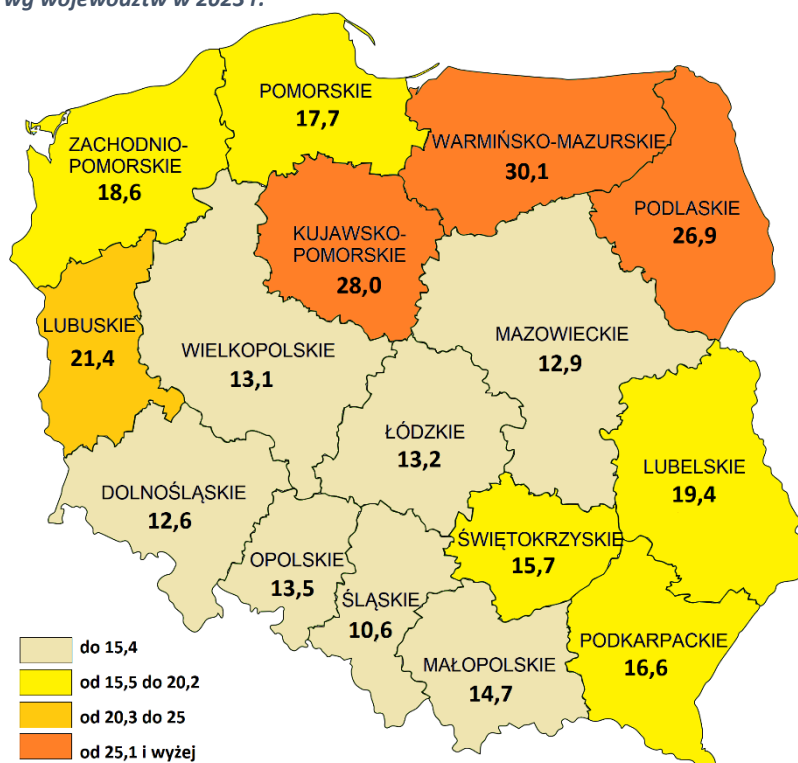 wg województw w 2023 r.
POMORSKIE
17,7
ZACHODNIO-
POMORSKIE
18,6
WARMIŃSKO-MAZURSKIE
30,1
PODLASKIE
26,9
KUJAWSKO-
POMORSKIE
28,0
LUBUSKIE
21,4
WIELKOPOLSKIE
13,1
MAZOWIECKIE
12,9
ŁÓDZKIE
13,2
LUBELSKIE
19,4
DOLNOŚLĄSKIE
12,6
OPOLSKIE
13,5
ŚLĄSKIE
10,6
ŚWIĘTOKRZYSKIE
15,7
MAŁOPOLSKIE
14,7
PODKARPACKIE
16,6
do 15,4
od 15,5 do 20,2
od 20,3 do 25
od 25,1 i wyżej